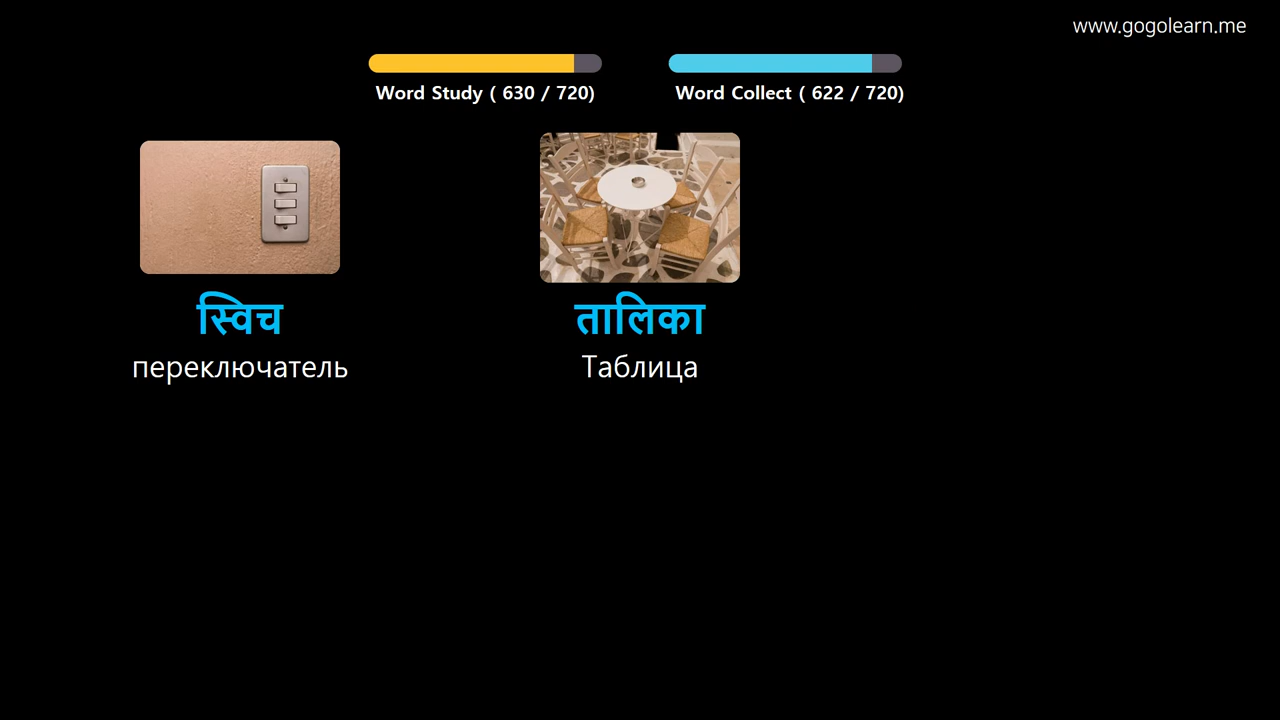 www.gogolearn.me
Word Study ( 630 / 720)
Word Collect ( 622 / 720)
स्विच
переключатель
तालिका
Таблица